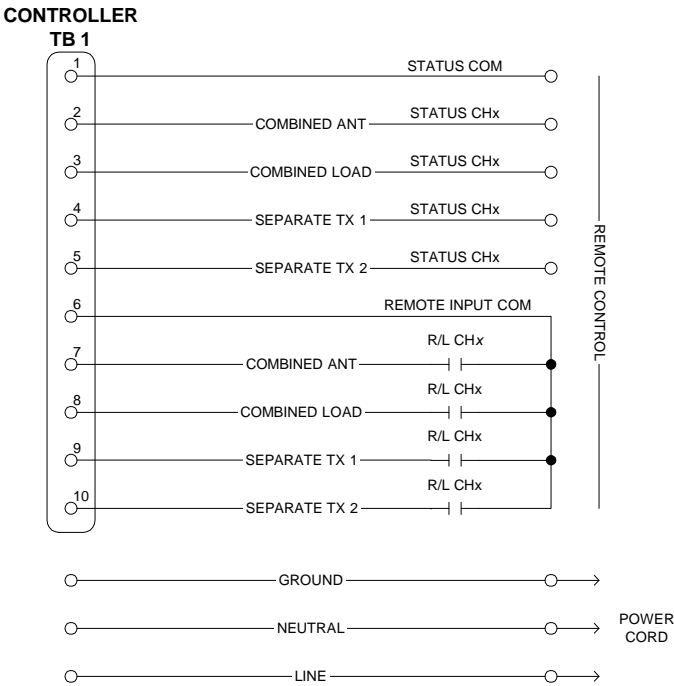 CONTROLLER
TB 1
1 STATUS COM
2 COMBINED ANT STATUS CHx
3 COMBINED LOAD STATUS CHx
4 SEPARATE TX 1 STATUS CHx
5 SEPARATE TX 2 STATUS CHx
6 REMOTE INPUT COM
7 COMBINED ANT R/L CHx
8 COMBINED LOAD R/L CHx
9 SEPARATE TX 1 R/L CHx
10 SEPARATE TX 2 R/L CHx
REMOTE CONTROL
GROUND
NEUTRAL
LINE
POWER
CORD